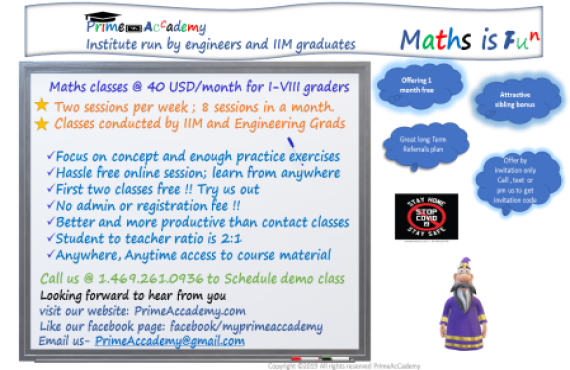 Prime AcCademy
Institute run by engineers and IIM graduates
Maths is Fun
Maths classes @ 40 USD/month for I-VIII graders
Two sessions per week ; 8 sessions in a month.
Classes conducted by IIM and Engineering Grads
✓Focus on concept and enough practice exercises
✓Hassle free online session; learn from anywhere
✓First two classes free !! Try us out
✓No admin or registration fee !!
✓Better and more productive than contact classes
✓Student to teacher ratio is 2:1
✓Anywhere, Anytime access to course material
Call us @ 1.469.261.0936 to Schedule demo class
Looking forward to hear from you
visit our website: PrimeAccademy.com
Like our facebook page: facebook/myprimeaccademy
Email us- PrimeAccademy@gmail.com
Offering 1
month free
Attractive
sibling bonus
Great long Term
Referrals plan
Offer by
invitation only
Call , text or
pm us to get
invitation code
STAY HOME
STOP
COVID
19
STAY SAFE
Copyright ©2019 All rights reserved PrimeAcCademy